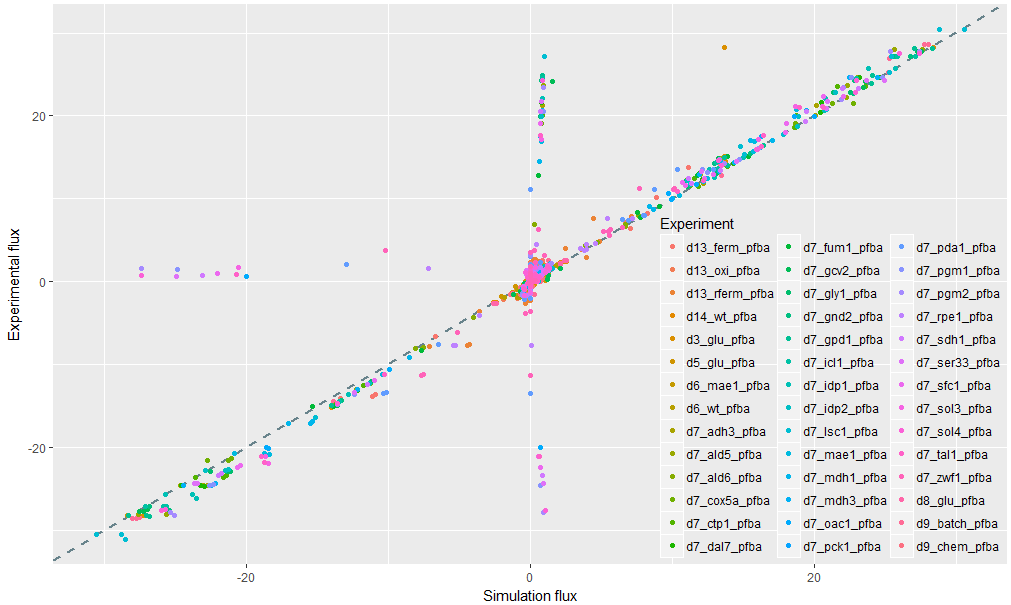 Experimental flux
20
0
-20
-20
0
20
Simulation flux
Experiment
d13_ferm_pfba
d13_oxi_pfba
d13_rferm_pfba
d14_wt_pfba
d3_glu_pfba
d5_glu_pfba
d6_mae1_pfba
d6_wt_pfba
d7_adh3_pfba
d7_ald5_pfba
d7_ald6_pfba
d7_cox5a_pfba
d7_ctp1_pfba
d7_dal7_pfba
d7_fum1_pfba
d7_gcv2_pfba
d7_gly1_pfba
d7_gnd2_pfba
d7_gpd1_pfba
d7_icl1_pfba
d7_idp1_pfba
d7_idp2_pfba
d7_lsc1_pfba
d7_mae1_pfba
d7_mdh1_pfba
d7_mdh3_pfba
d7_oac1_pfba
d7_pck1_pfba
d7_pda1_pfba
d7_pgm1_pfba
d7_pgm2_pfba
d7_rpe1_pfba
d7_sdh1_pfba
d7_ser33_pfba
d7_sfc1_pfba
d7_sol3_pfba
d7_sol4_pfba
d7_tal1_pfba
d7_zwf1_pfba
d8_glu_pfba
d9_batch_pfba
d9_chem_pfba